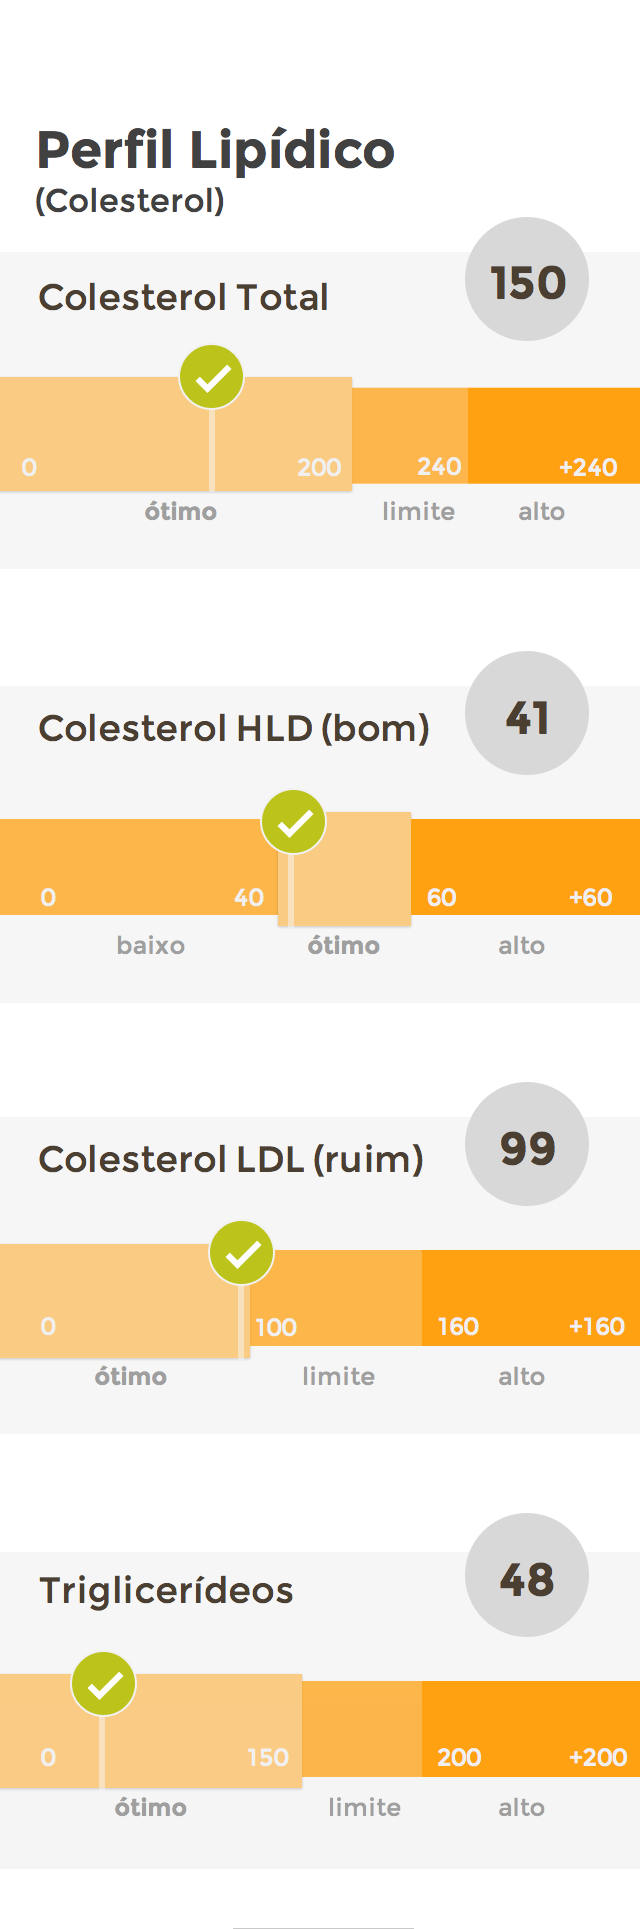 Perfil Lipídico
(Colesterol)
Colesterol Total
150
0 200 240 +240
ótimo limite alto
Colesterol HLD (bom)
41
0 40 60 +60
baixo ótimo alto
Colesterol LDL (ruim)
99
0 100 160 +160
ótimo limite alto
Triglicerídeos
48
0 150 200 +200
ótimo limite alto